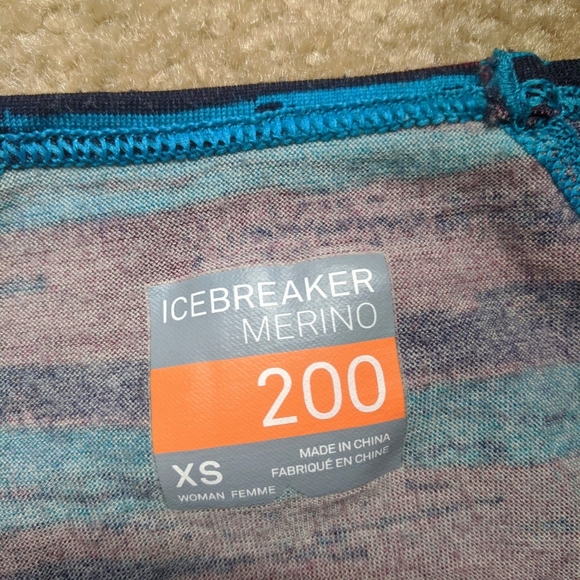 ICEBREAKER
MERINO
200
MADE IN CHINA
FABRIQUÉ EN CHINE
XS
WOMAN FEMME